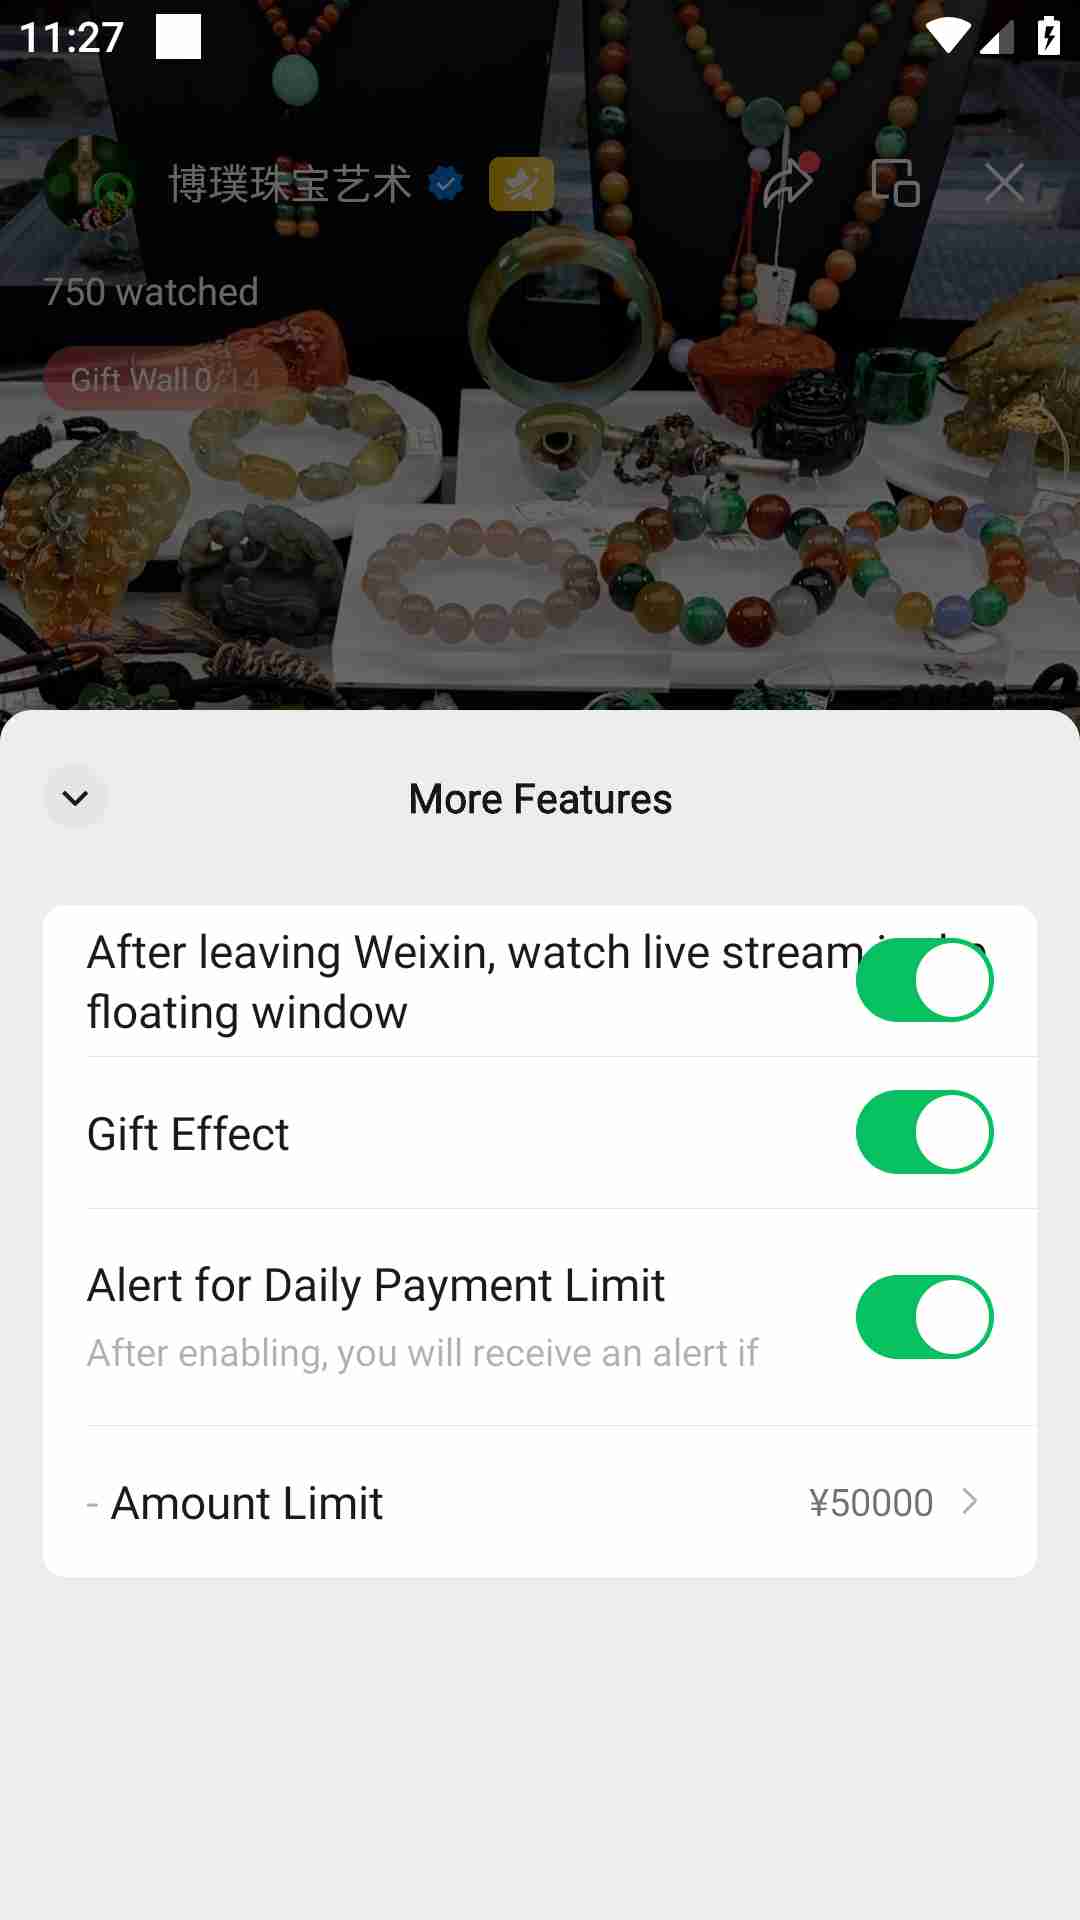 11:27
博璞珠宝艺术
750 watched
Gift Wall 0/14
More Features
After leaving Weixin, watch live stream
floating window
Gift Effect
Alert for Daily Payment Limit
After enabling, you will receive an alert if
- Amount Limit
¥50000